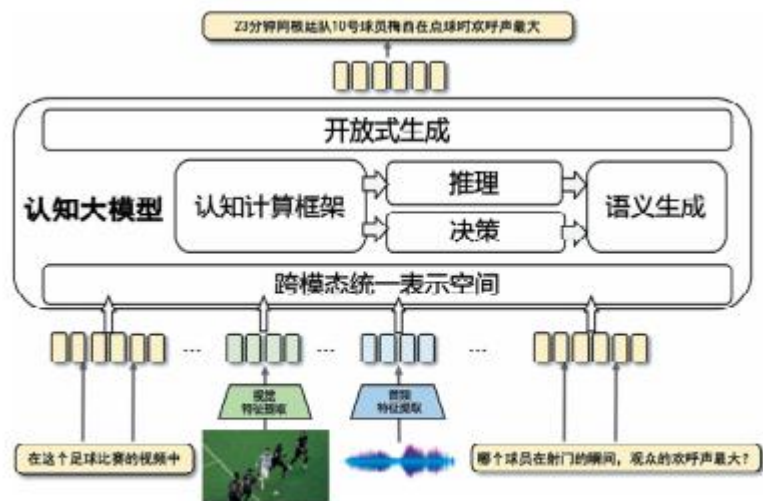 23分钟阿根廷队10号球员梅西在点球时欢呼声最大
开放式生成
认知大模型
认知计算框架
推理
决策
语义生成
跨模态统一表示空间
...
...
...
视觉
特征提取
音频
特征提取
在这个足球比赛的视频中
哪个球员在射门的瞬间，观众的欢呼声最大？